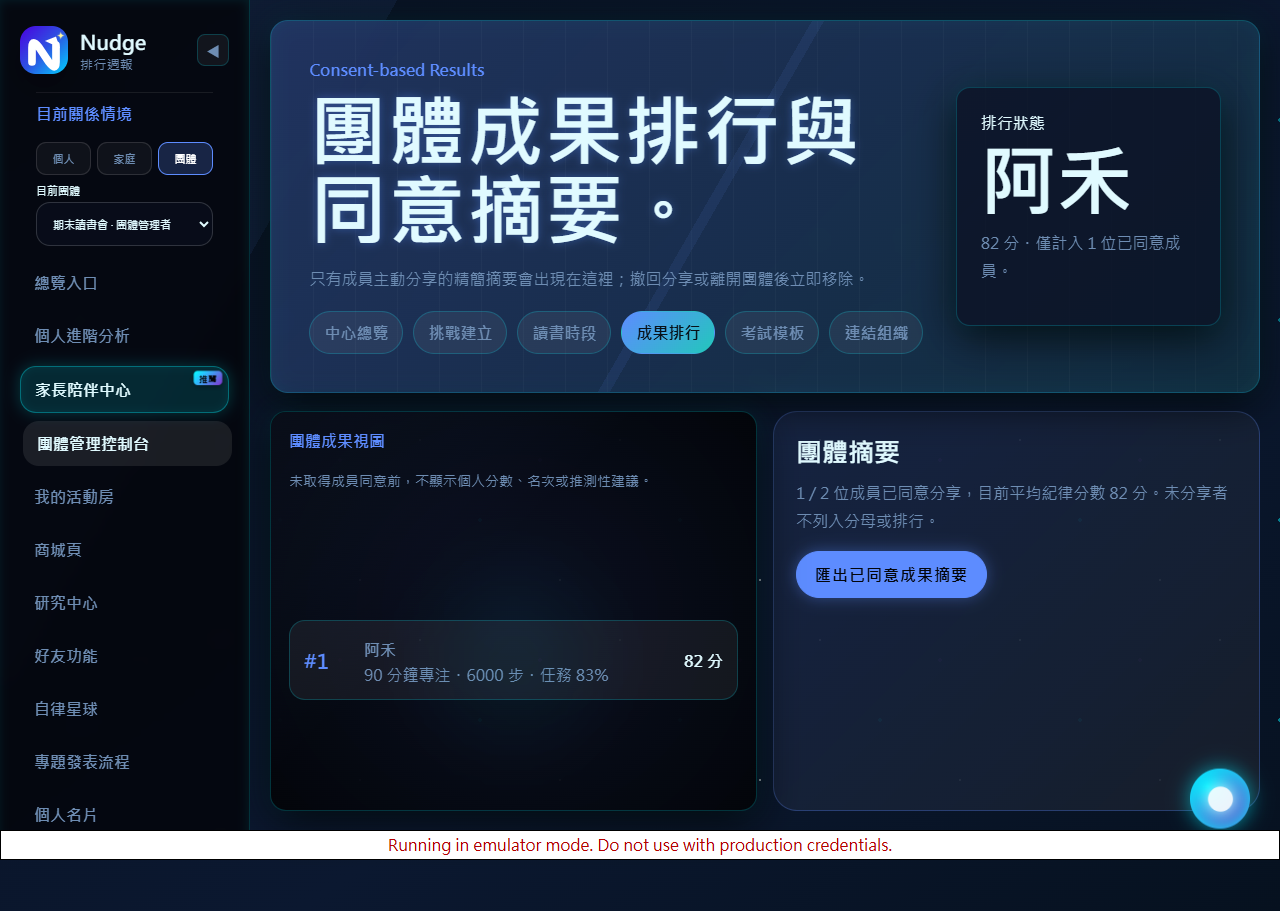 Nudge
排行週報
◀
目前關係情境
個人
家庭
團體
目前團體
期末讀書會 · 團體管理者
總覽入口
個人進階分析
家長陪伴中心
推薦
團體管理控制台
我的活動房
商城頁
研究中心
好友功能
自律星球
專題發表流程
個人名片
Consent-based Results
團體成果排行與
同意摘要。
只有成員主動分享的精簡摘要會出現在這裡；撤回分享或離開團體後立即移除。
中心總覽
挑戰建立
讀書時段
成果排行
考試模板
連結組織
排行狀態
阿禾
82 分 · 僅計入 1 位已同意成
員。
團體成果視圖
未取得成員同意前，不顯示個人分數、名次或推測性建議。
#1
阿禾
90 分鐘專注 · 6000 步 · 任務 83%
82 分
團體摘要
1 / 2 位成員已同意分享，目前平均紀律分數 82 分。未分享者
不列入分母或排行。
匯出已同意成果摘要
Running in emulator mode. Do not use with production credentials.